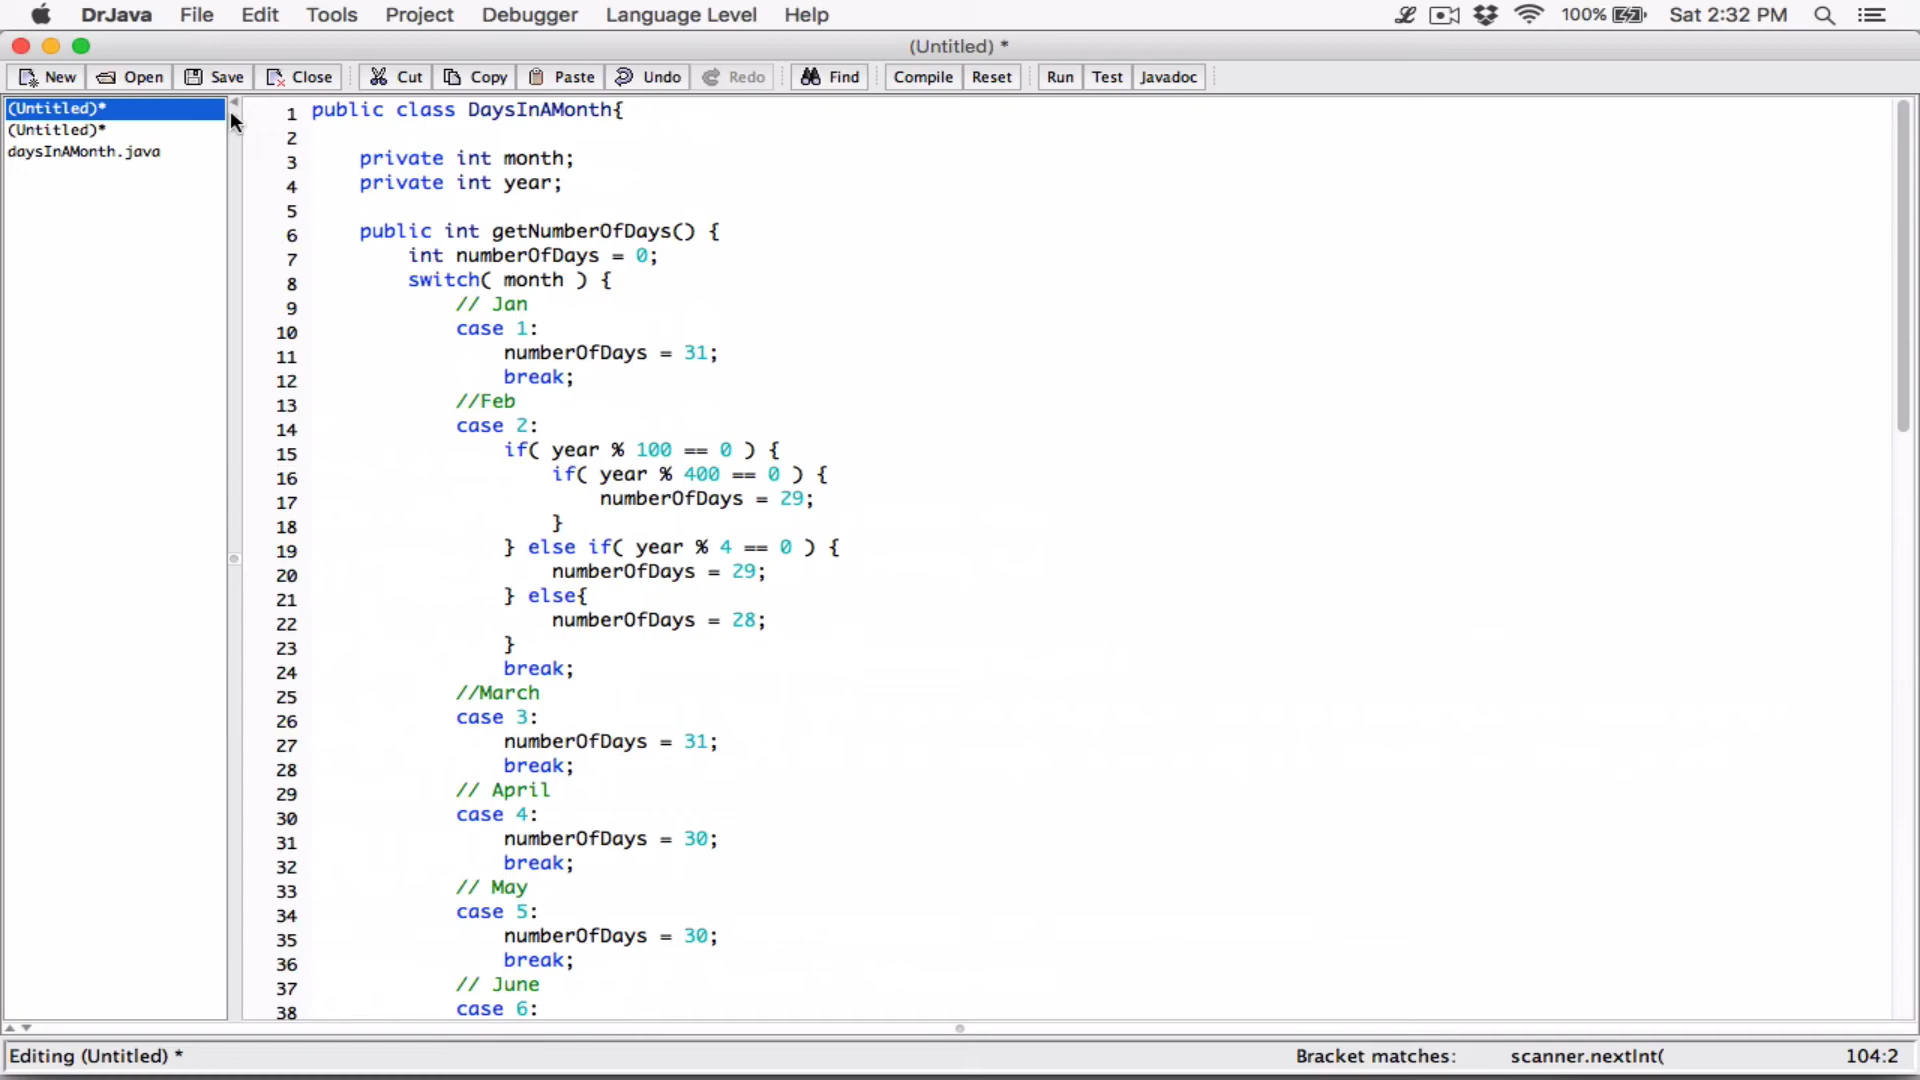 DrJava File Edit Tools Project Debugger Language Level Help 100% Sat 2:32 PM
(Untitled) *
New Open Save Close Cut Copy Paste Undo Redo Find Compile Reset Run Test Javadoc
(Untitled)*
(Untitled)*
daysInAMonth.java
1 public class DaysInAMonth{
2
3 private int month;
4 private int year;
5
6 public int getNumberOfDays() {
7 int numberOfDays = 0;
8 switch( month ) {
9 // Jan
10 case 1:
11 numberOfDays = 31;
12 break;
13 //Feb
14 case 2:
15 if( year % 100 == 0 ) {
16 if( year % 400 == 0 ) {
17 numberOfDays = 29;
18 }
19 } else if( year % 4 == 0 ) {
20 numberOfDays = 29;
21 } else{
22 numberOfDays = 28;
23 }
24 break;
25 //March
26 case 3:
27 numberOfDays = 31;
28 break;
29 // April
30 case 4:
31 numberOfDays = 30;
32 break;
33 // May
34 case 5:
35 numberOfDays = 30;
36 break;
37 // June
38 case 6:
Editing (Untitled) * Bracket matches: scanner.nextInt( 104:2